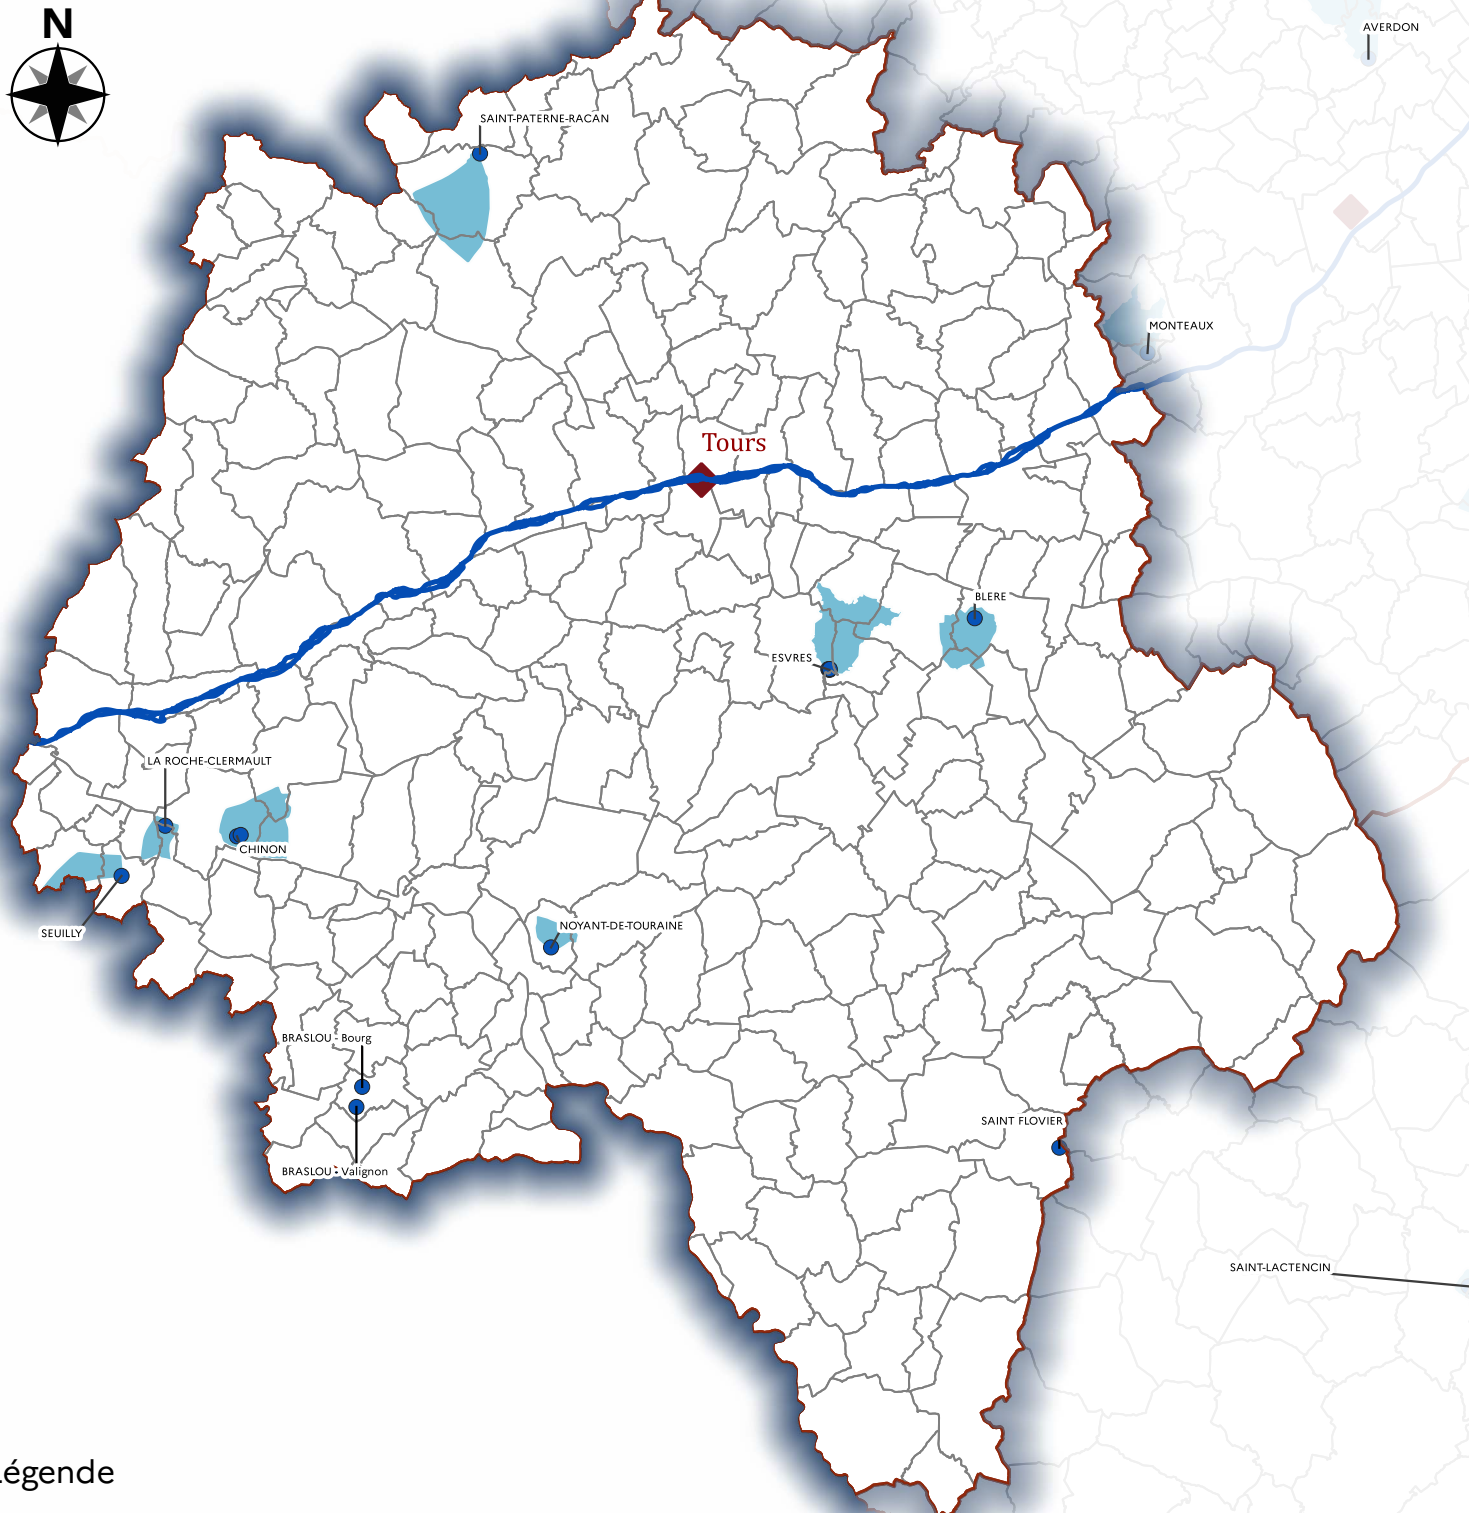 N
AVERDON
SAINT-PATERNE-RACAN
MONTEAUX
Tours
BLERE
ESVRES
LA ROCHE-CLERMAULT
CHINON
SEUILLY
NOYANT-DE-TOURAINE
BRASLOU - Bourg
SAINT FLOVIER
BRASLOU - Valignon
SAINT-LACTENCIN
Légende